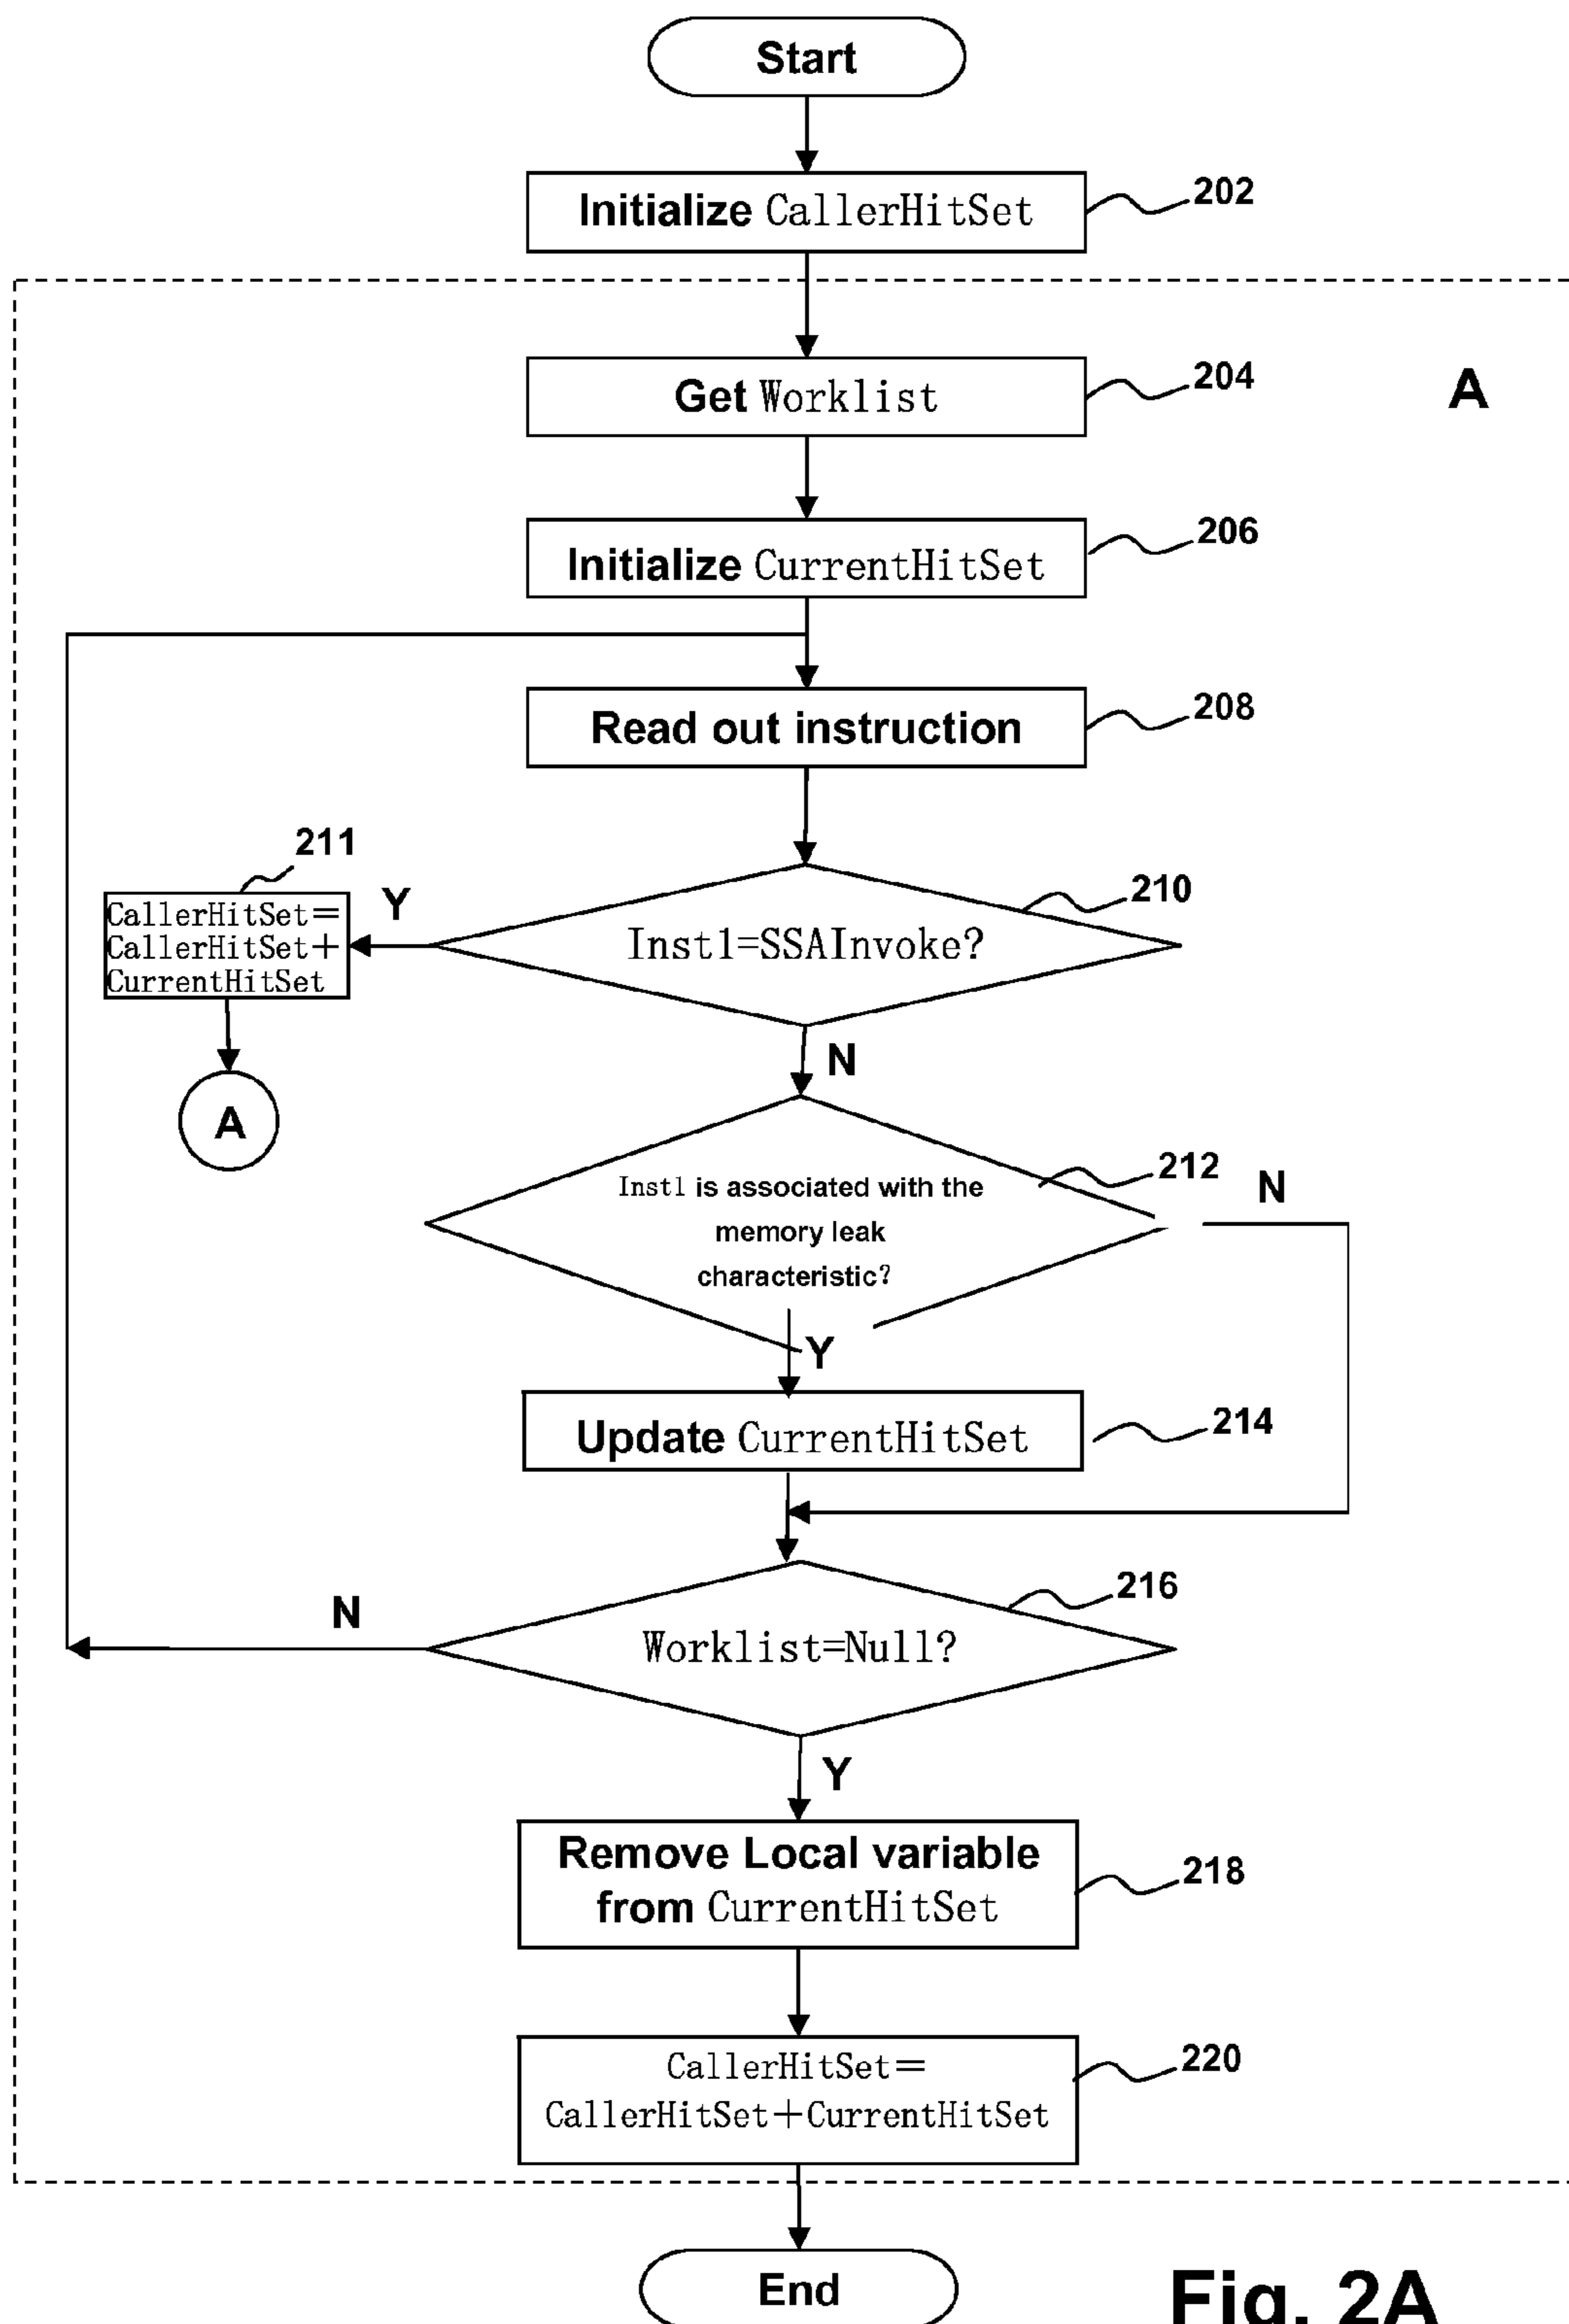 Start
Initialize CallerHitSet
202
Get Worklist
204
A
Initialize CurrentHitSet
206
Read out instruction
208
211
CallerHitSet=
CallerHitSet+
CurrentHitSet
Y
Inst1=SSAInvoke?
210
N
A
Inst1 is associated with the
memory leak
characteristic?
212
N
Y
Update CurrentHitSet
214
N
Worklist=Null?
216
Y
Remove Local variable
from CurrentHitSet
218
CallerHitSet=
CallerHitSet+CurrentHitSet
220
End
Fig. 2A